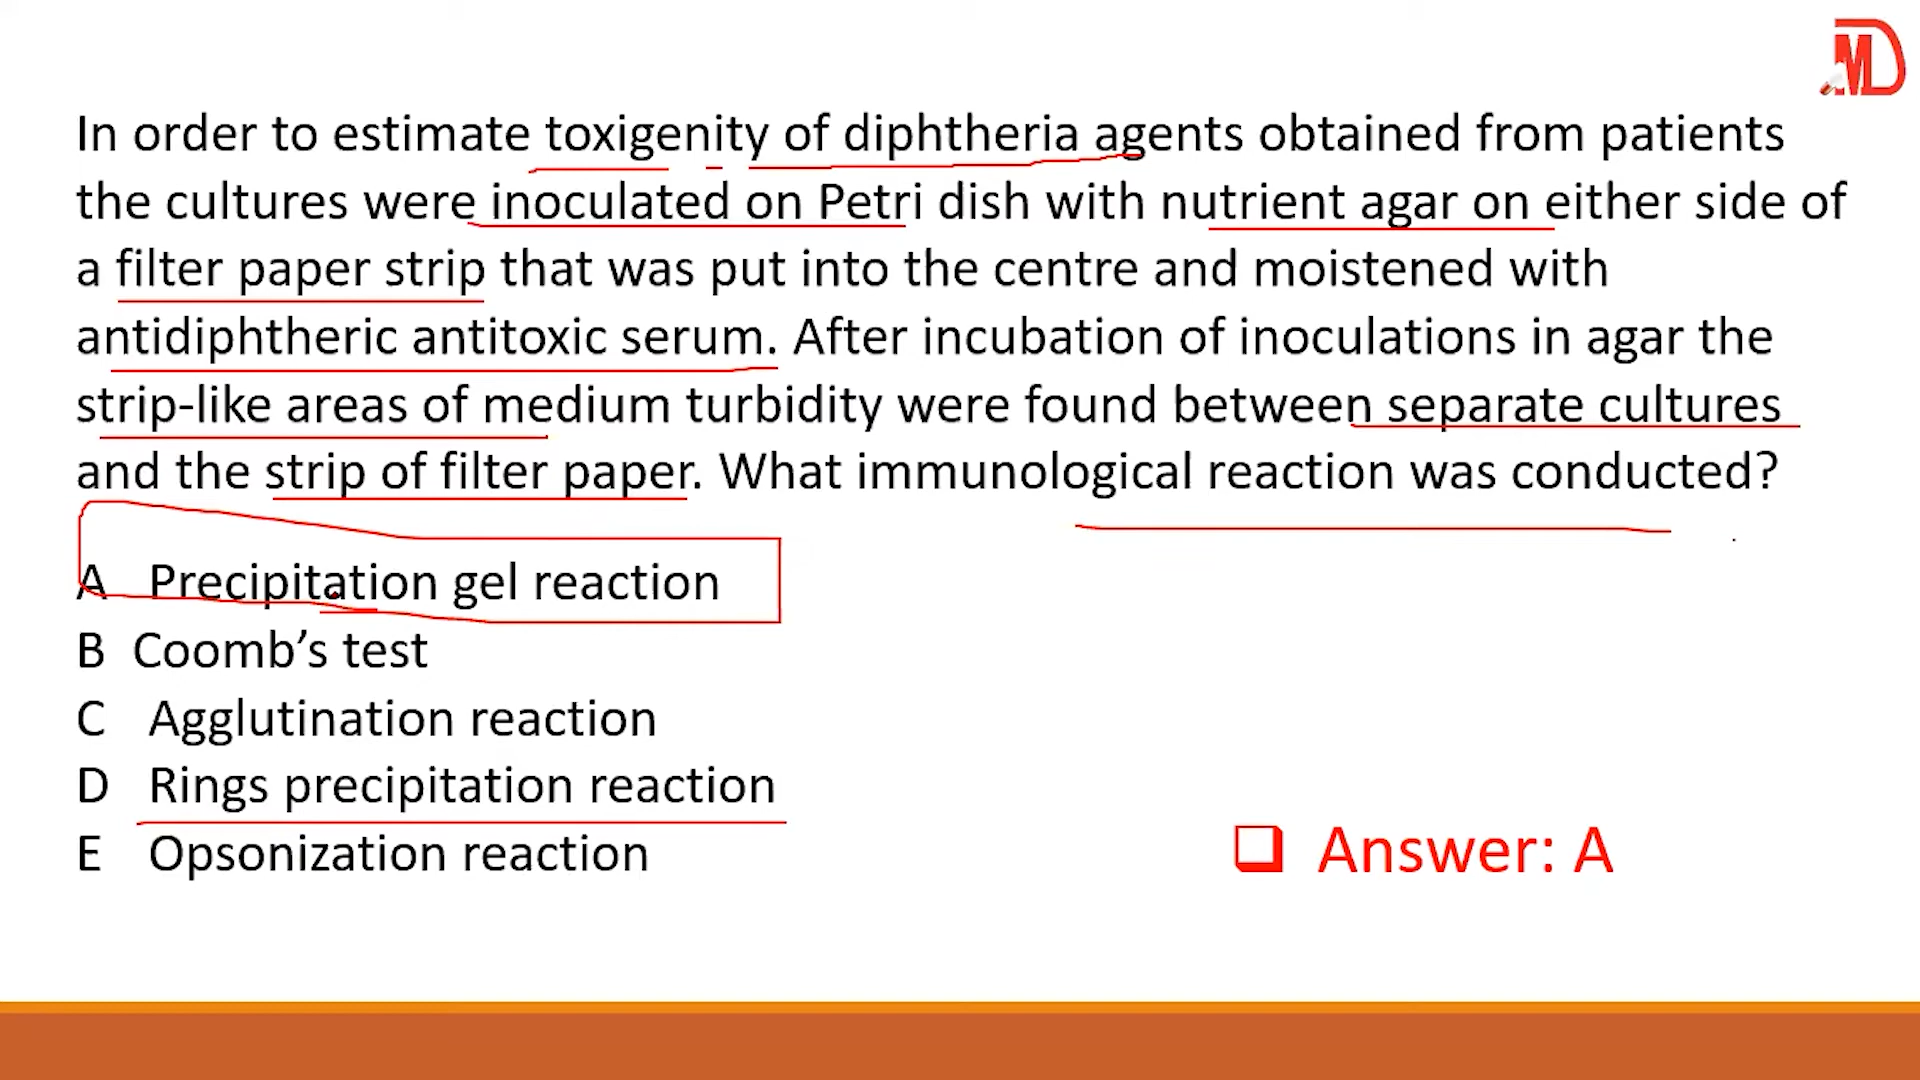 MD
In order to estimate toxigenity of diphtheria agents obtained from patients
the cultures were inoculated on Petri dish with nutrient agar on either side of
a filter paper strip that was put into the centre and moistened with
antidiphtheric antitoxic serum. After incubation of inoculations in agar the
strip-like areas of medium turbidity were found between separate cultures
and the strip of filter paper. What immunological reaction was conducted?
A Precipitation gel reaction
B Coomb’s test
C Agglutination reaction
D Rings precipitation reaction
E Opsonization reaction
❑ Answer: A